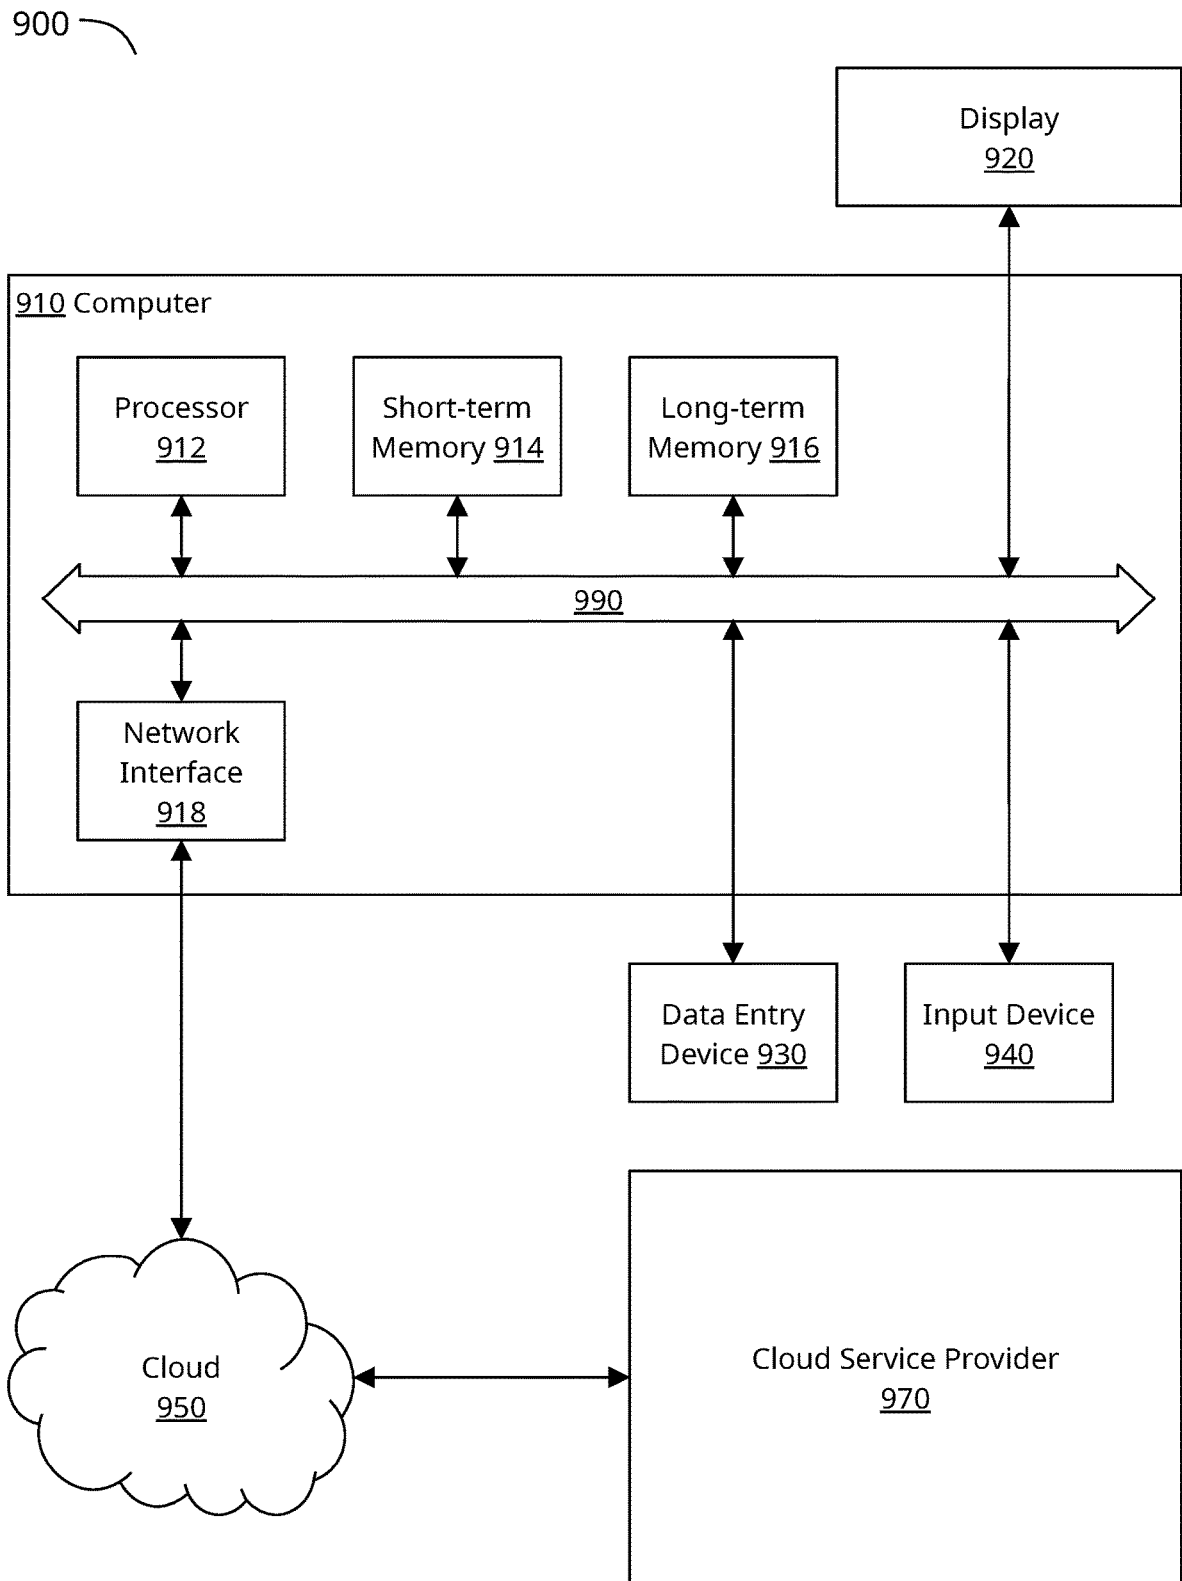 900
Display
920
910 Computer
Processor
912
Short-term
Memory 914
Long-term
Memory 916
990
Network
Interface
918
Data Entry
Device 930
Input Device
940
Cloud
950
Cloud Service Provider
970